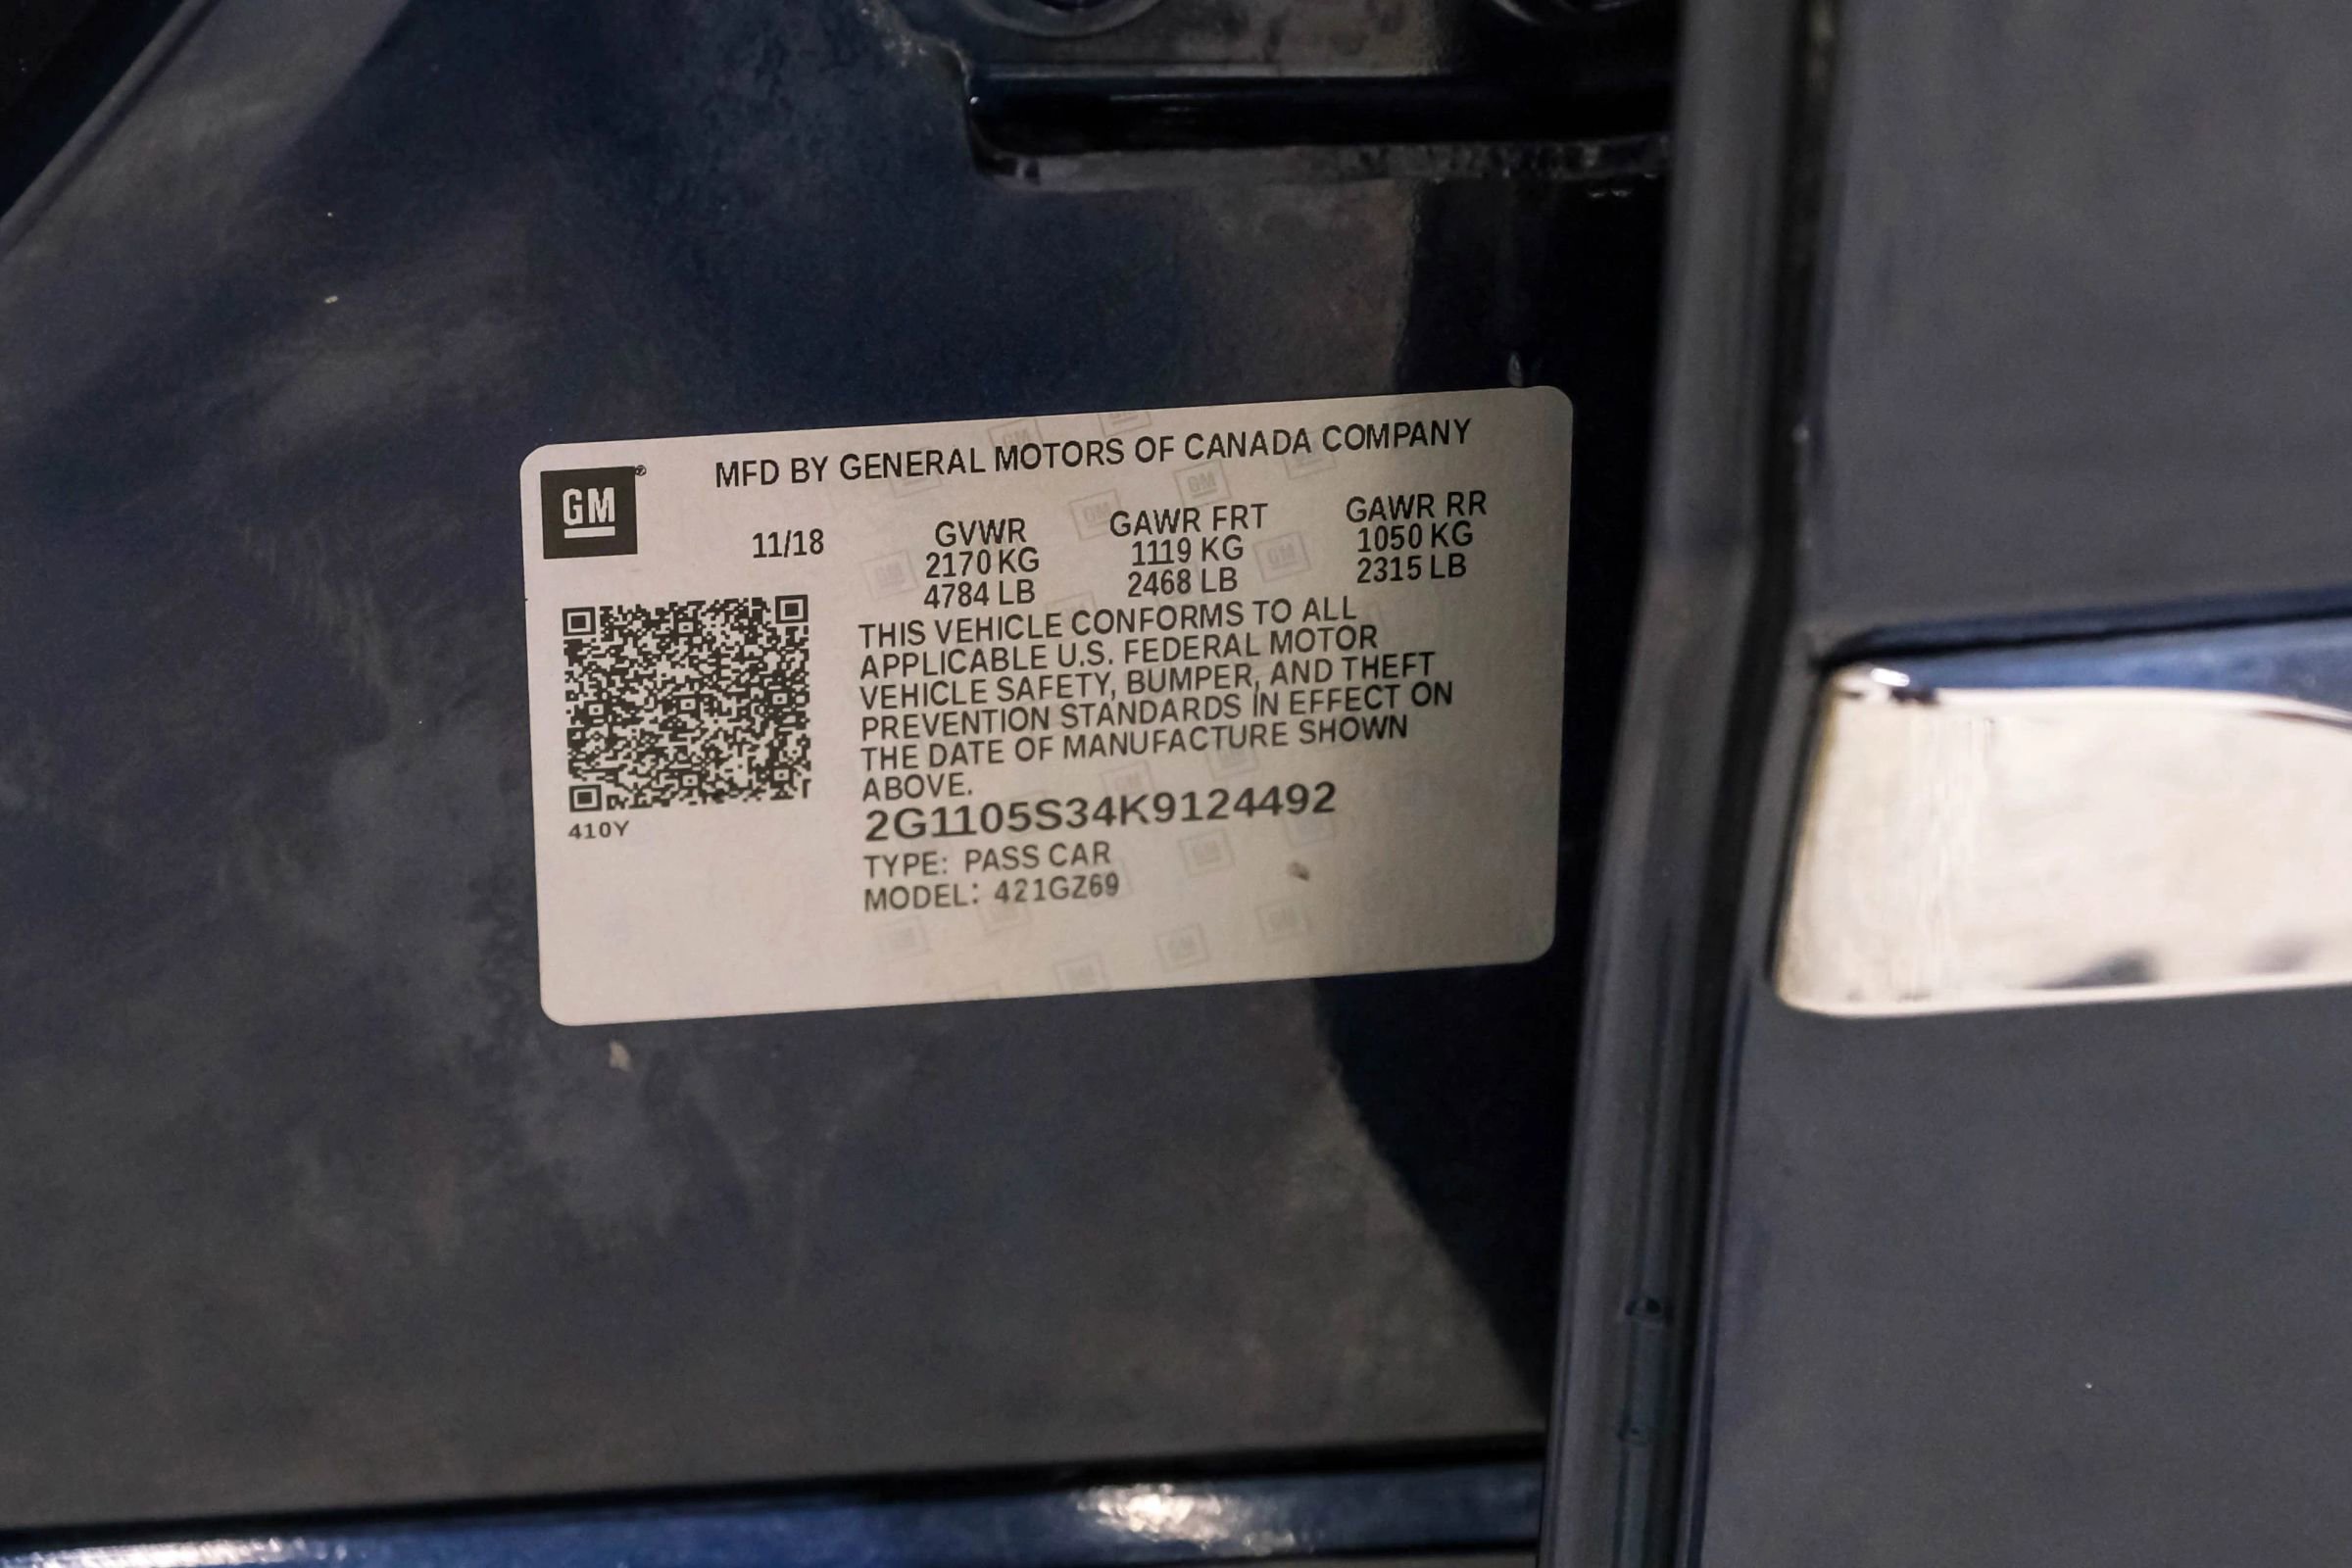 MFD BY GENERAL MOTORS OF CANADA COMPANY
GM
11/18
GVWR
2170 KG
4784 LB
GAWR FRT
1119 KG
2468 LB
GAWR RR
1050 KG
2315 LB
THIS VEHICLE CONFORMS TO ALL
APPLICABLE U.S. FEDERAL MOTOR
VEHICLE SAFETY, BUMPER, AND THEFT
PREVENTION STANDARDS IN EFFECT ON
THE DATE OF MANUFACTURE SHOWN
ABOVE.
2G1105S34K9124492
410Y
TYPE: PASS CAR
MODEL: 421GZ69